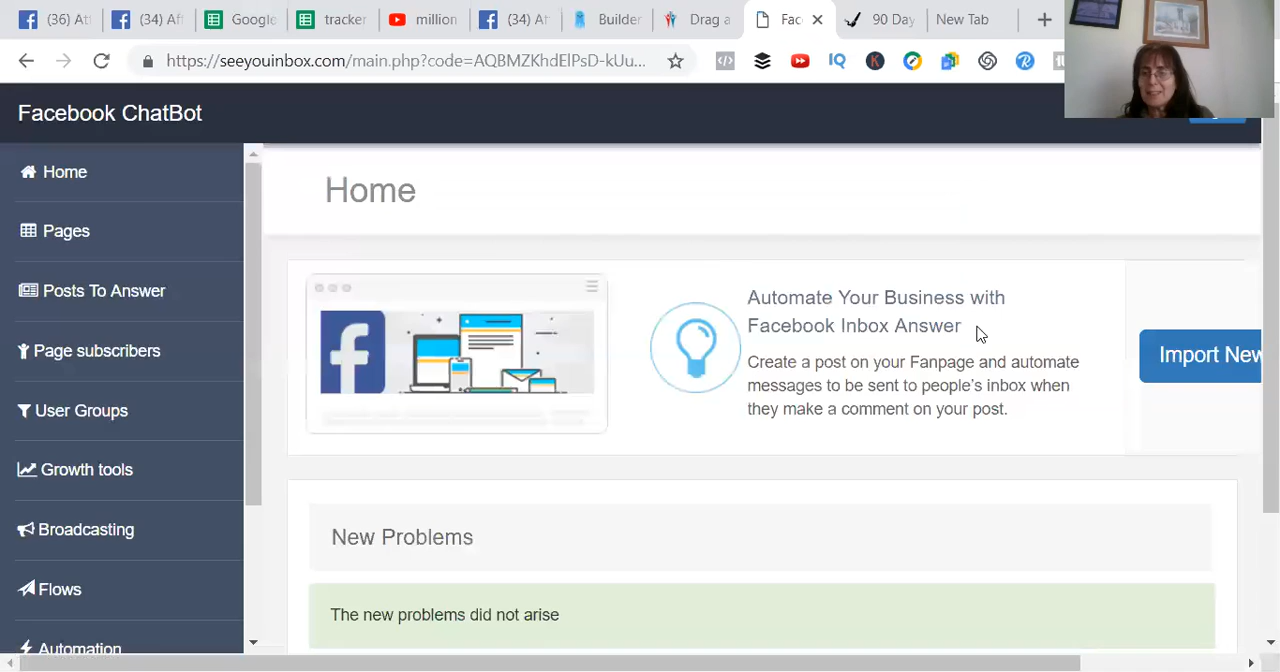 (36) At
(34) Af
Google
tracker
million
(34) Af
Builder
Drag a
Fac
90 Day
New Tab
https://seeyouinbox.com/main.php?code=AQBMZKhdElPsD-kUu...
Facebook ChatBot
Home
Pages
Posts To Answer
Page subscribers
User Groups
Growth tools
Broadcasting
Flows
Automation
Home
Automate Your Business with
Facebook Inbox Answer
Create a post on your Fanpage and automate
messages to be sent to people's inbox when
they make a comment on your post.
Import New
New Problems
The new problems did not arise